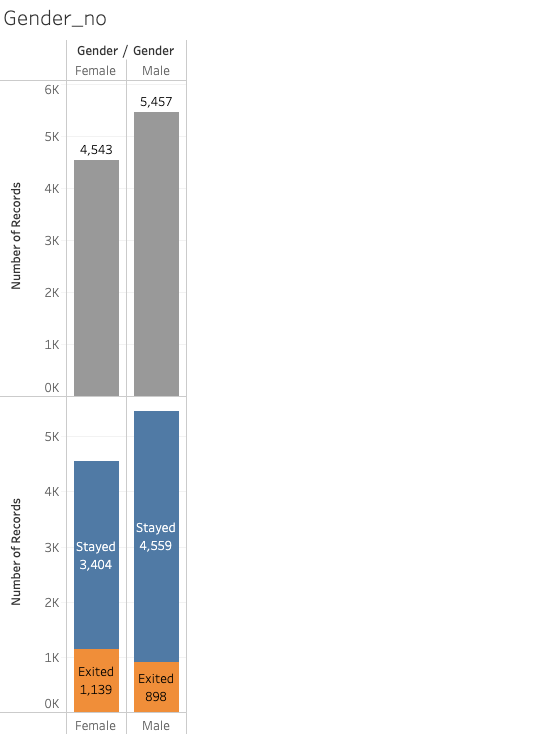 Gender_no
Gender / Gender
Female Male
6K
5K
4K
3K
2K
1K
0K
Number of Records
4,543
5,457
5K
4K
3K
2K
1K
0K
Number of Records
Stayed
3,404
Stayed
4,559
Exited
1,139
Exited
898
Female Male